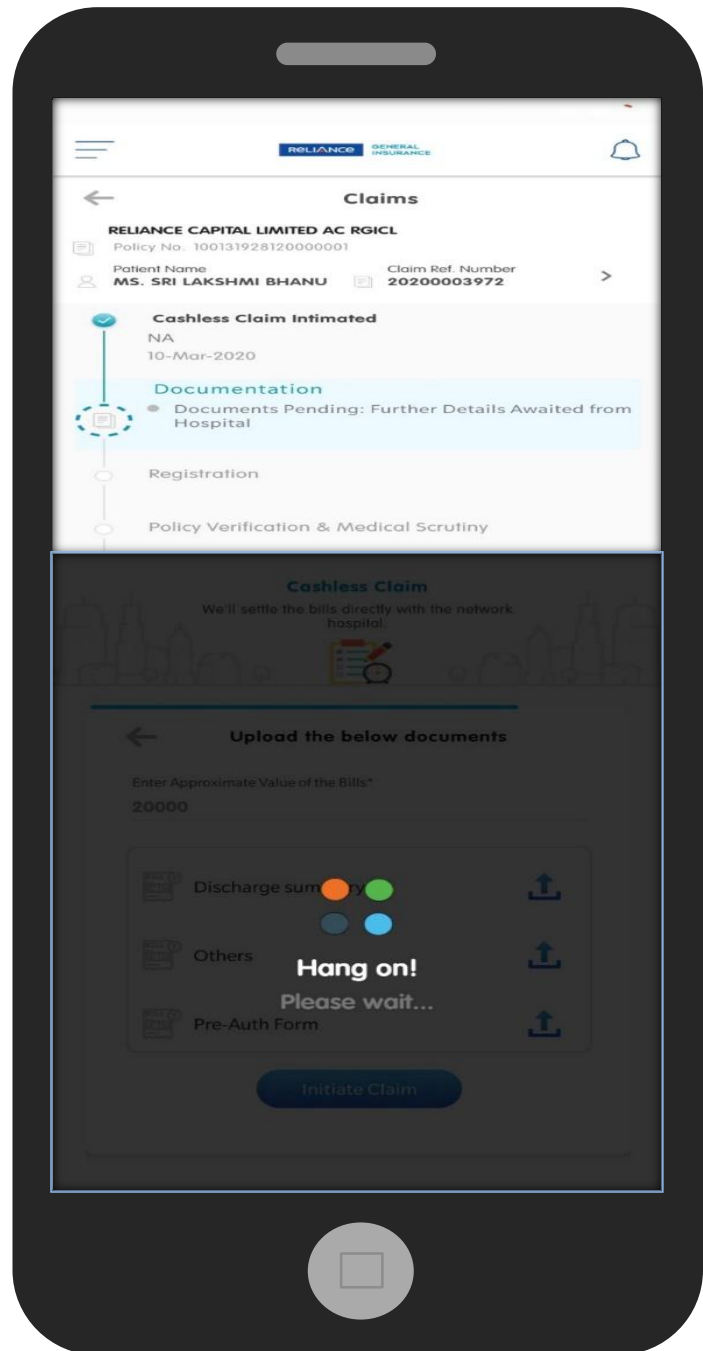 RELIANCE GENERAL INSURANCE
Claims
RELIANCE CAPITAL LIMITED AC RGICL
Policy No. 100131928120000001
Patient Name Claim Ref. Number
MS. SRI LAKSHMI BHANU 20200003972 >
Cashless Claim Intimated
NA
10-Mar-2020
Documentation
Documents Pending: Further Details Awaited from
Hospital
Registration
Policy Verification & Medical Scrutiny
Cashless Claim
We'll settle the bills directly with the network
hospital.
Upload the below documents
Enter Approximate Value of the Bills*
20000
Discharge summary
Others
Hang on!
Please wait...
Pre-Auth Form
Initiate Claim